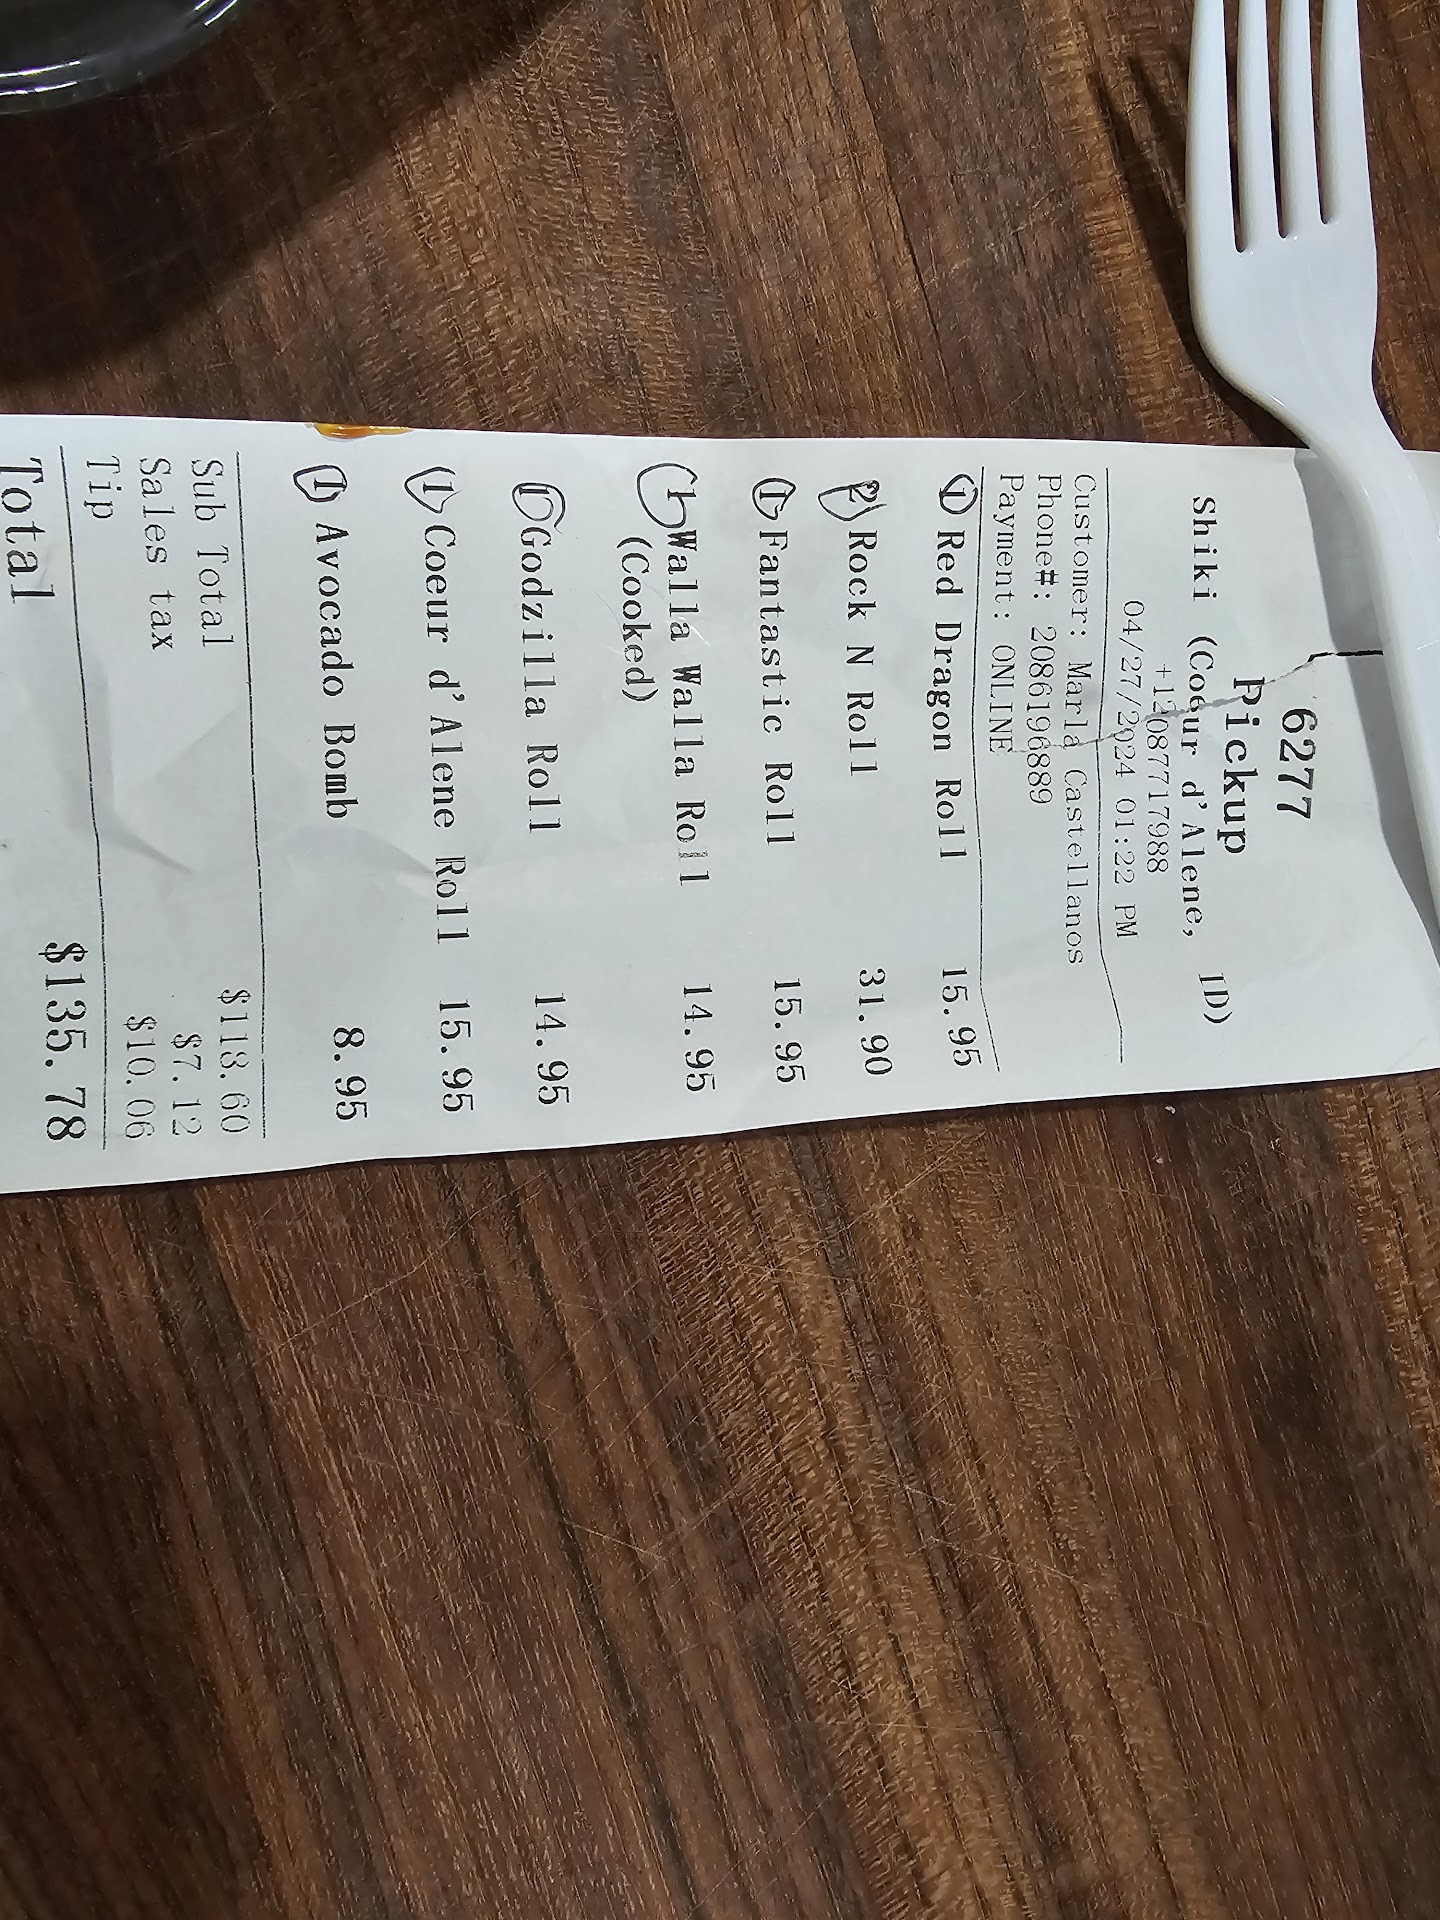 6277
Pickup
Shiki (Coeur d'Alene, ID)
+12087717988
04/27/2024 01:22 PM
Customer: Marla Castellanos
Phone#: 2086196889
Payment: ONLINE
1 Red Dragon Roll 15.95
2 Rock N Roll 31.90
1 Fantastic Roll 15.95
1 Walla Walla Roll 14.95
(Cooked)
1 Godzilla Roll 14.95
1 Coeur d'Alene Roll 15.95
1 Avocado Bomb 8.95
Sub Total $118.60
Sales tax $7.12
Tip $10.06
Total $135.78